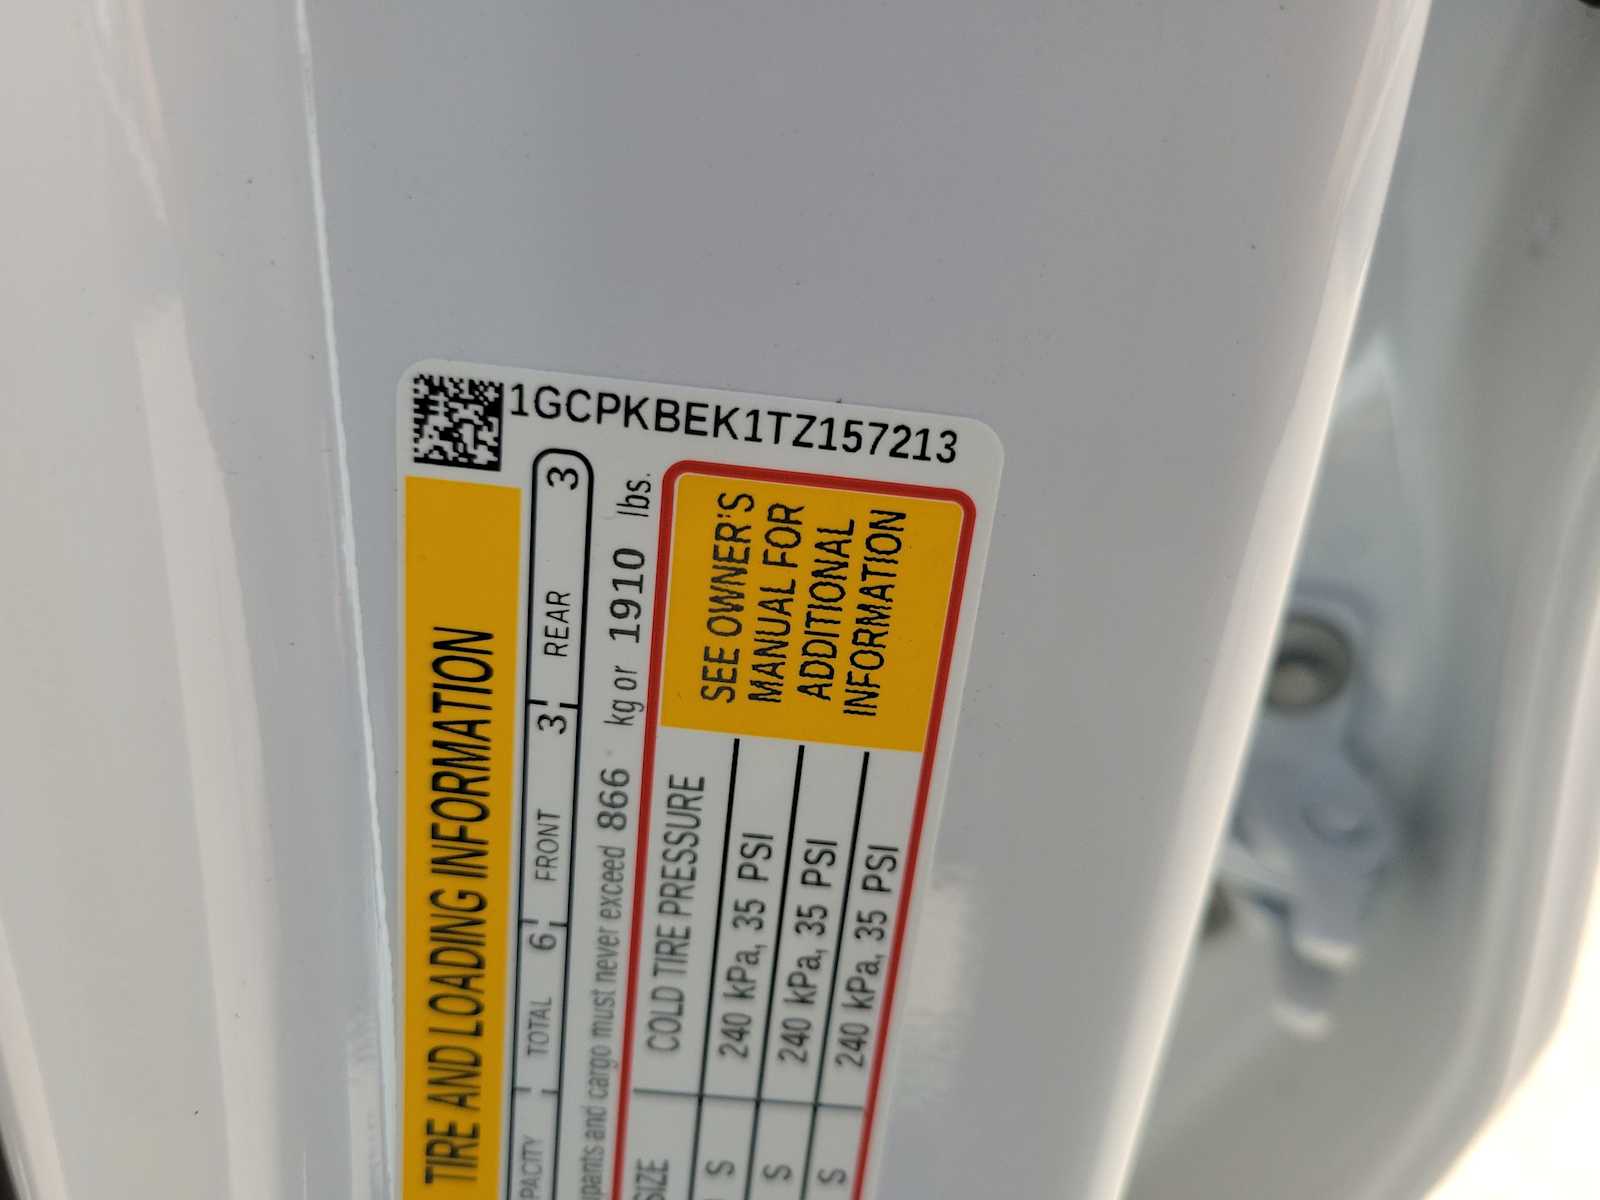 1GCPKBEK1TZ157213
TIRE AND LOADING INFORMATION
PACITY TOTAL 6 FRONT 3 REAR 3
pants and cargo must never exceed 866 kg or 1910 lbs.
SIZE COLD TIRE PRESSURE
S 240 kPa, 35 PSI
S 240 kPa, 35 PSI
S 240 kPa, 35 PSI
SEE OWNER'S
MANUAL FOR
ADDITIONAL
INFORMATION